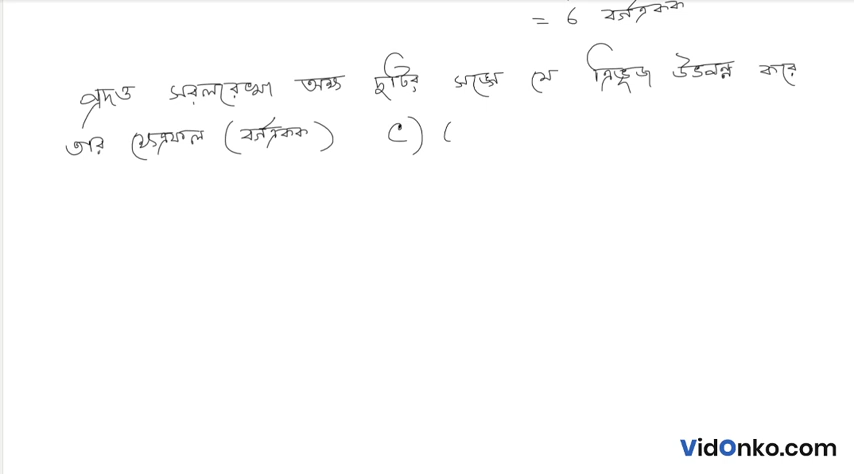 = 6 বর্গএকক
প্রদত্ত সরলরেখা অক্ষ দুটির সঙ্গে যে ত্রিভূজ উৎপন্ন করে
তার ক্ষেত্রফল (বর্গএকক) C) (
VidOnko.com